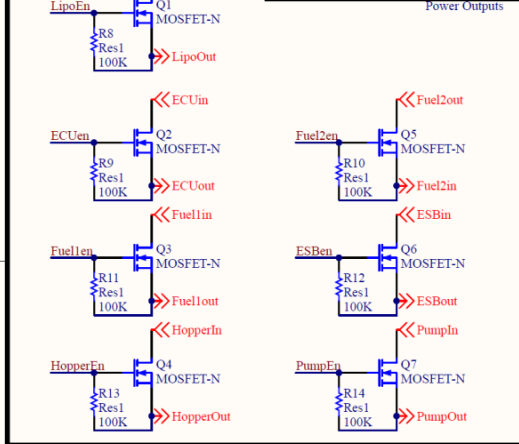 LipoEn
Q1
MOSFET-N
Power Outputs
R8
Res1
100K
LipoOut
ECUin
Fuel2out
ECUen
Q2
MOSFET-N
Fuel2en
Q5
MOSFET-N
R9
Res1
100K
ECUout
R10
Res1
100K
Fuel2in
Fuel1in
ESBin
Fuel1en
Q3
MOSFET-N
ESBen
Q6
MOSFET-N
R11
Res1
100K
Fuel1out
R12
Res1
100K
ESBout
HopperIn
PumpIn
HopperEn
Q4
MOSFET-N
PumpEn
Q7
MOSFET-N
R13
Res1
100K
HopperOut
R14
Res1
100K
PumpOut